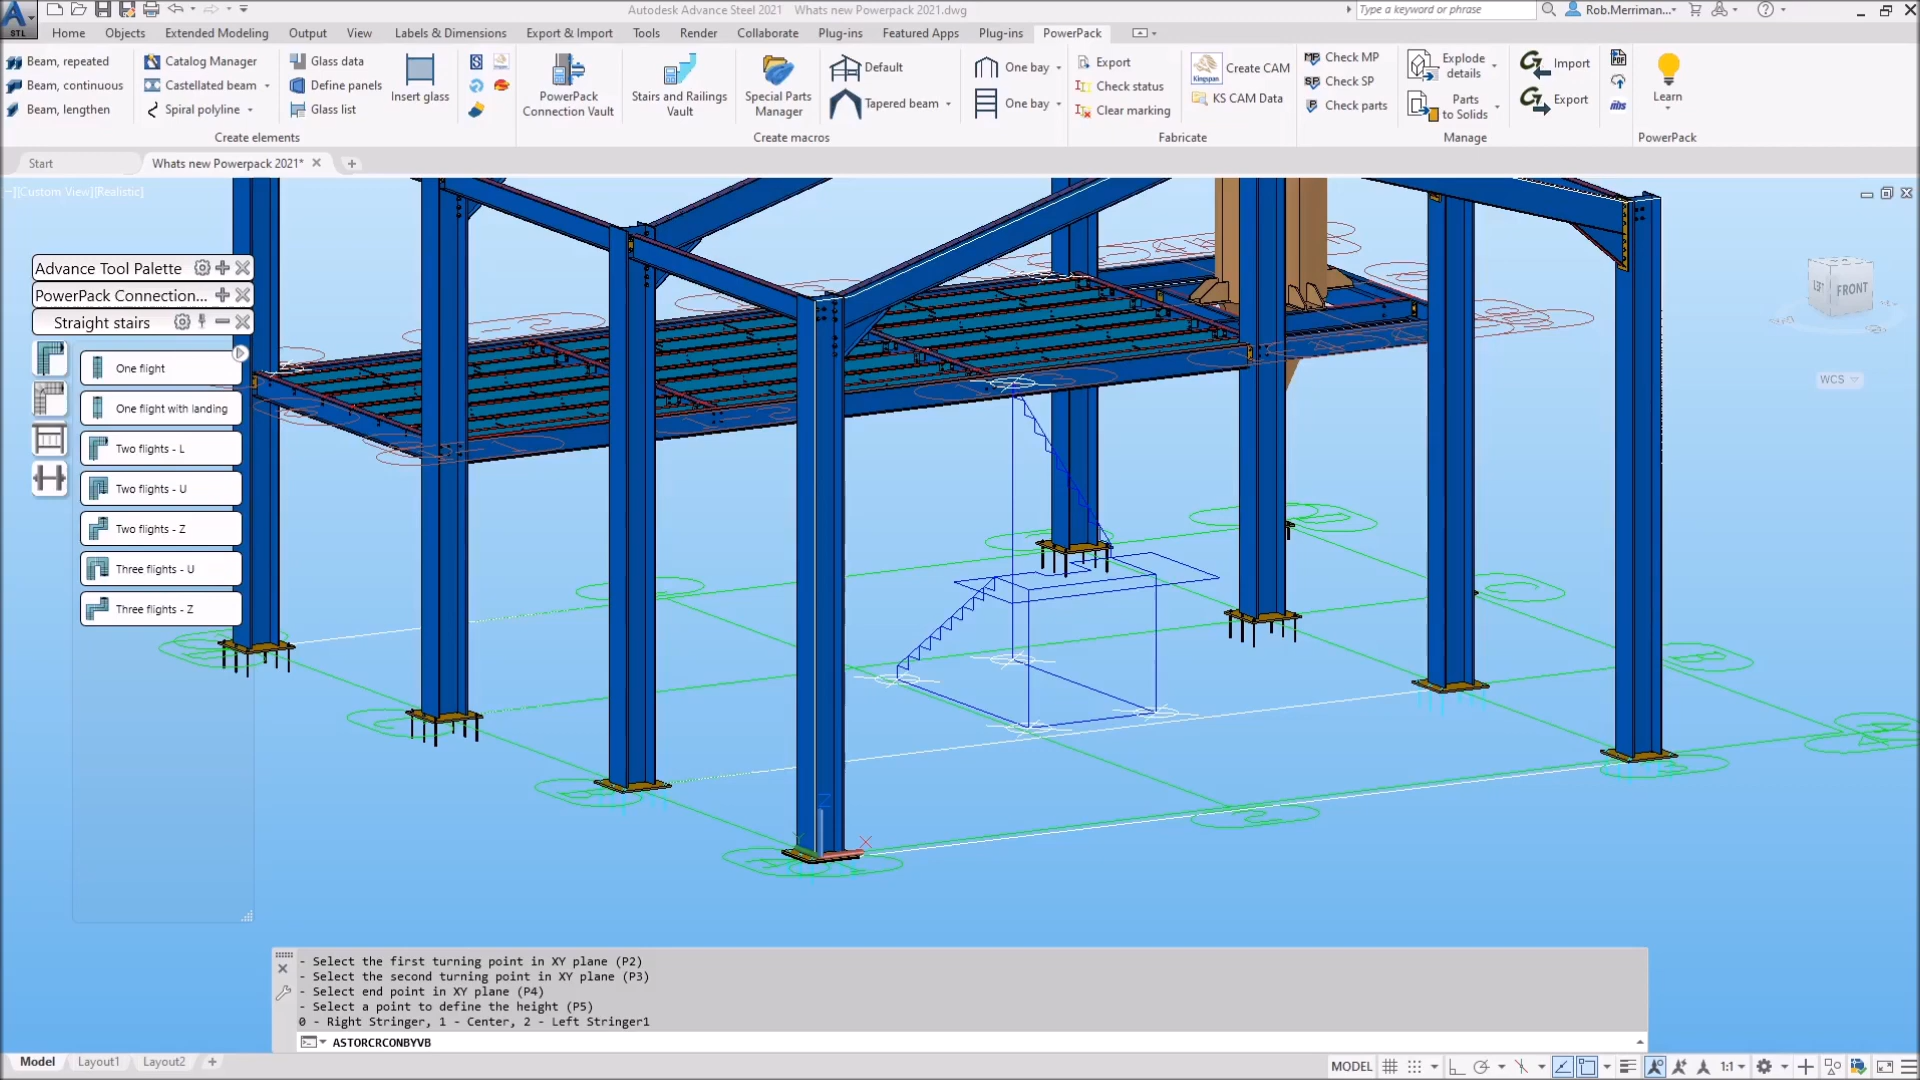 Autodesk Advance Steel 2021 Whats new Powerpack 2021.dwg
Type a keyword or phrase
Rob.Merriman...
STL
Home Objects Extended Modeling Output View Labels & Dimensions Export & Import Tools Render Collaborate Plug-ins Featured Apps Plug-ins PowerPack
Beam, repeated
Beam, continuous
Beam, lengthen
Catalog Manager
Castellated beam
Spiral polyline
Glass data
Define panels
Glass list
Insert glass
Create elements
PowerPack
Connection Vault
Stairs and Railings
Vault
Special Parts
Manager
Default
Tapered beam
One bay
One bay
Create macros
Export
Check status
Clear marking
Kingspan
Create CAM
KS CAM Data
Fabricate
MP Check MP
SP Check SP
P Check parts
Explode
details
Parts
to Solids
Manage
Import
Export
PDF
Learn
PowerPack
Start
Whats new Powerpack 2021*
[Custom View][Realistic]
Advance Tool Palette
PowerPack Connection...
Straight stairs
One flight
One flight with landing
Two flights - L
Two flights - U
Two flights - Z
Three flights - U
Three flights - Z
LEFT FRONT
WCS
Z
X
- Select the first turning point in XY plane (P2)
- Select the second turning point in XY plane (P3)
- Select end point in XY plane (P4)
- Select a point to define the height (P5)
0 - Right Stringer, 1 - Center, 2 - Left Stringer1
ASTORCRCONBYVB
Model Layout1 Layout2
MODEL
1:1